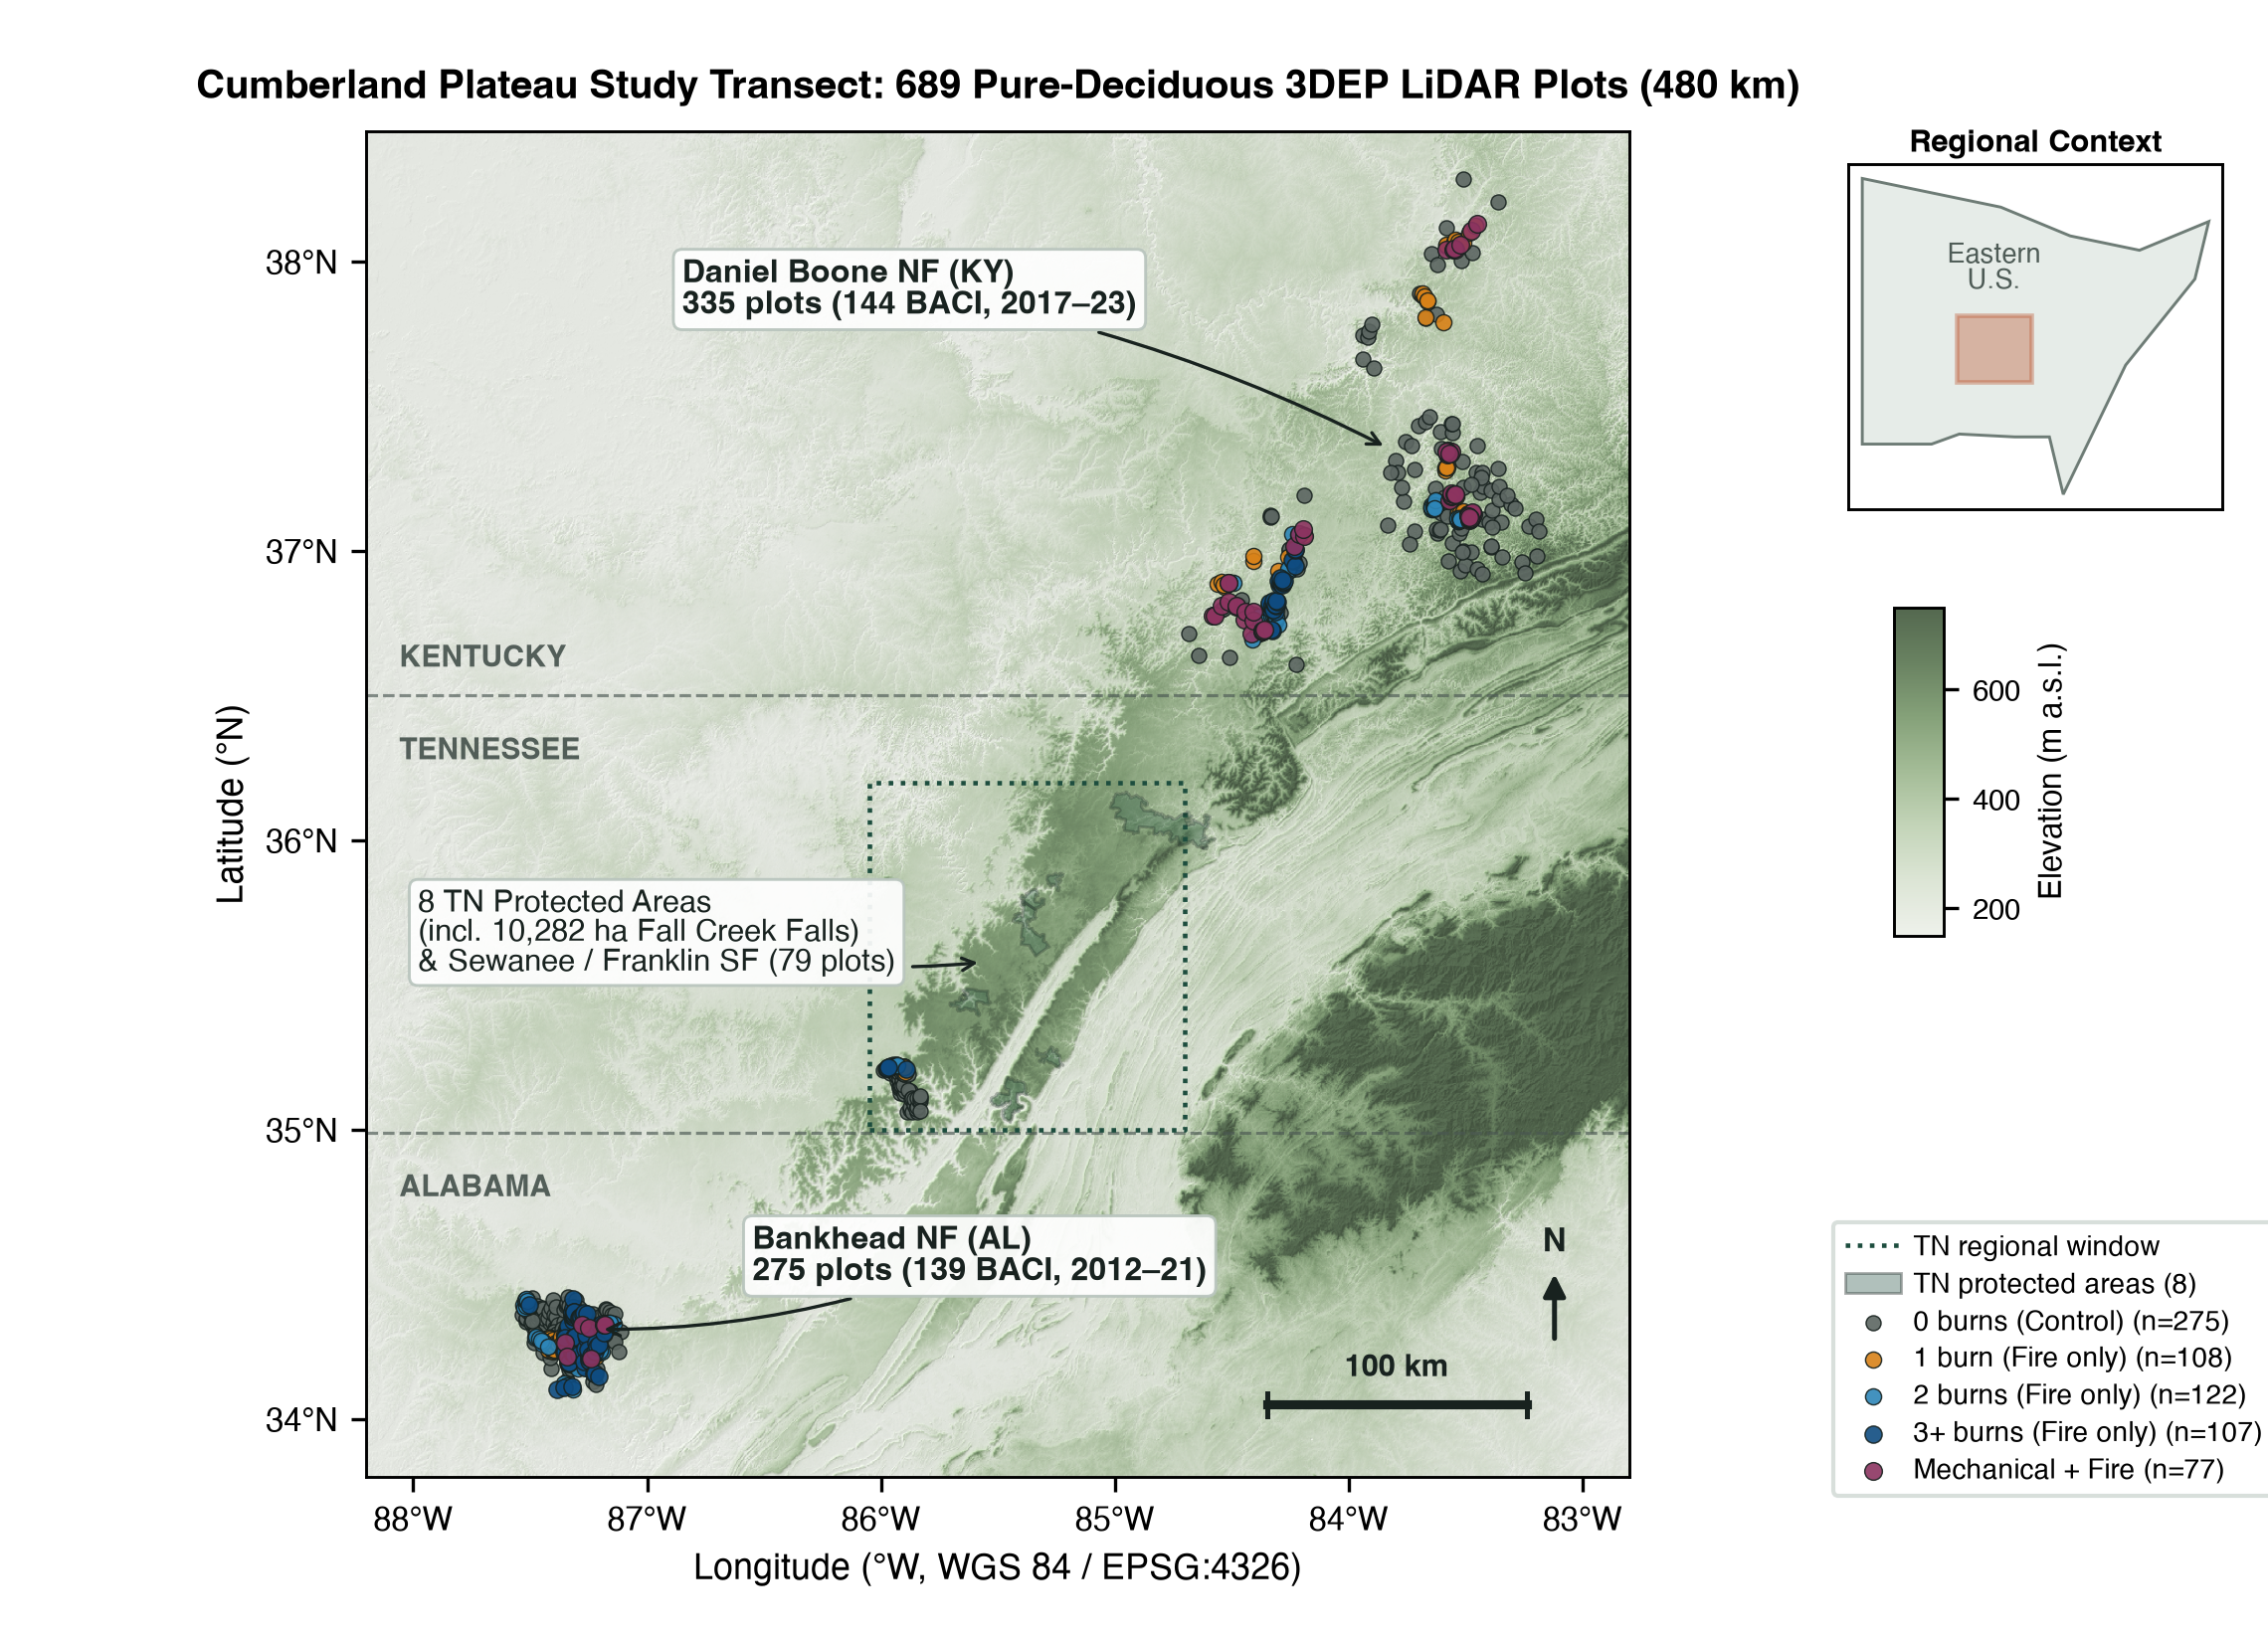 Cumberland Plateau Study Transect: 689 Pure-Deciduous 3DEP LiDAR Plots (480 km)
Regional Context
Eastern
U.S.
Daniel Boone NF (KY)
335 plots (144 BACI, 2017–23)
38°N
37°N
36°N
35°N
34°N
Latitude (°N)
KENTUCKY
TENNESSEE
8 TN Protected Areas
(incl. 10,282 ha Fall Creek Falls)
& Sewanee / Franklin SF (79 plots)
ALABAMA
Bankhead NF (AL)
275 plots (139 BACI, 2012–21)
N
100 km
88°W
87°W
86°W
85°W
84°W
83°W
Longitude (°W, WGS 84 / EPSG:4326)
600
400
200
Elevation (m a.s.l.)
TN regional window
TN protected areas (8)
0 burns (Control) (n=275)
1 burn (Fire only) (n=108)
2 burns (Fire only) (n=122)
3+ burns (Fire only) (n=107)
Mechanical + Fire (n=77)